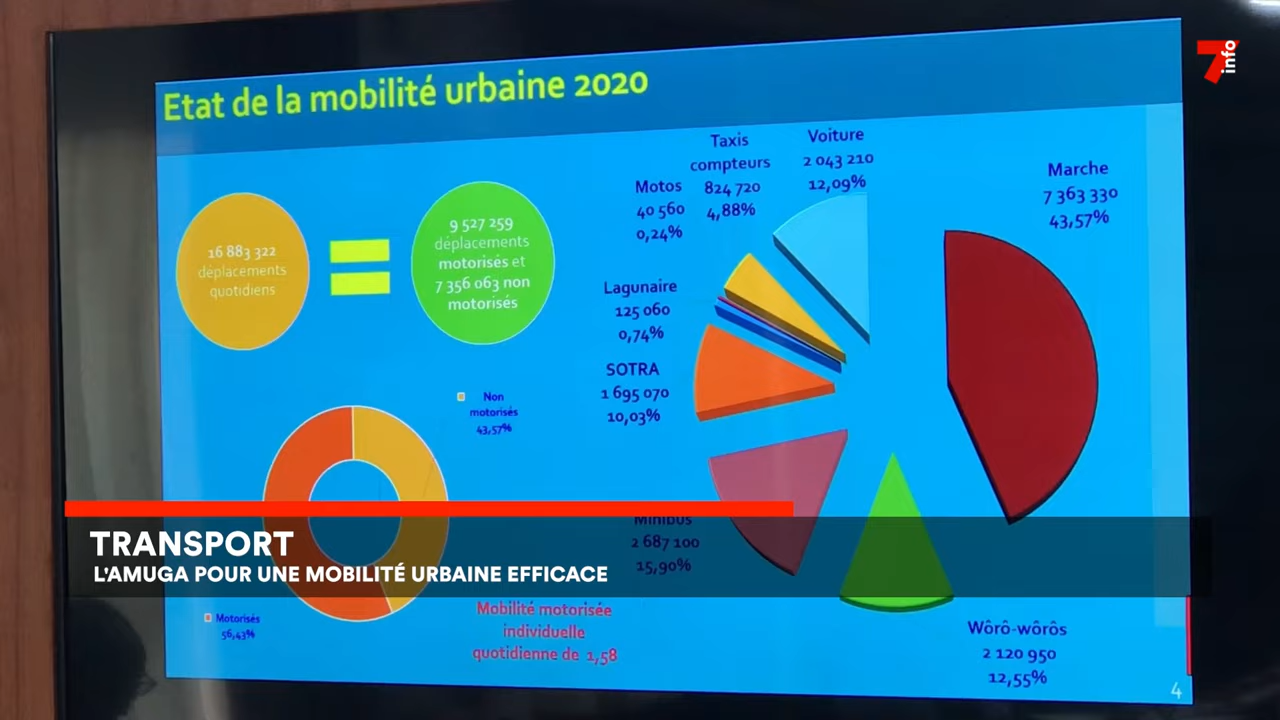 7 info
Etat de la mobilité urbaine 2020
16 883 322
déplacements
quotidiens
9 527 259
déplacements
motorisés et
7 356 063 non
motorisés
Non
motorisés
43,57%
Motorisés
56,43%
Mobilité motorisée
individuelle
quotidienne de 1,58
Motos
40 560
0,24%
Taxis
compteurs
824 720
4,88%
Voiture
2 043 210
12,09%
Marche
7 363 330
43,57%
Lagunaire
125 060
0,74%
SOTRA
1 695 070
10,03%
Minibus
2 687 100
15,90%
Wôrô-wôrôs
2 120 950
12,55%
4
TRANSPORT
L'AMUGA POUR UNE MOBILITÉ URBAINE EFFICACE